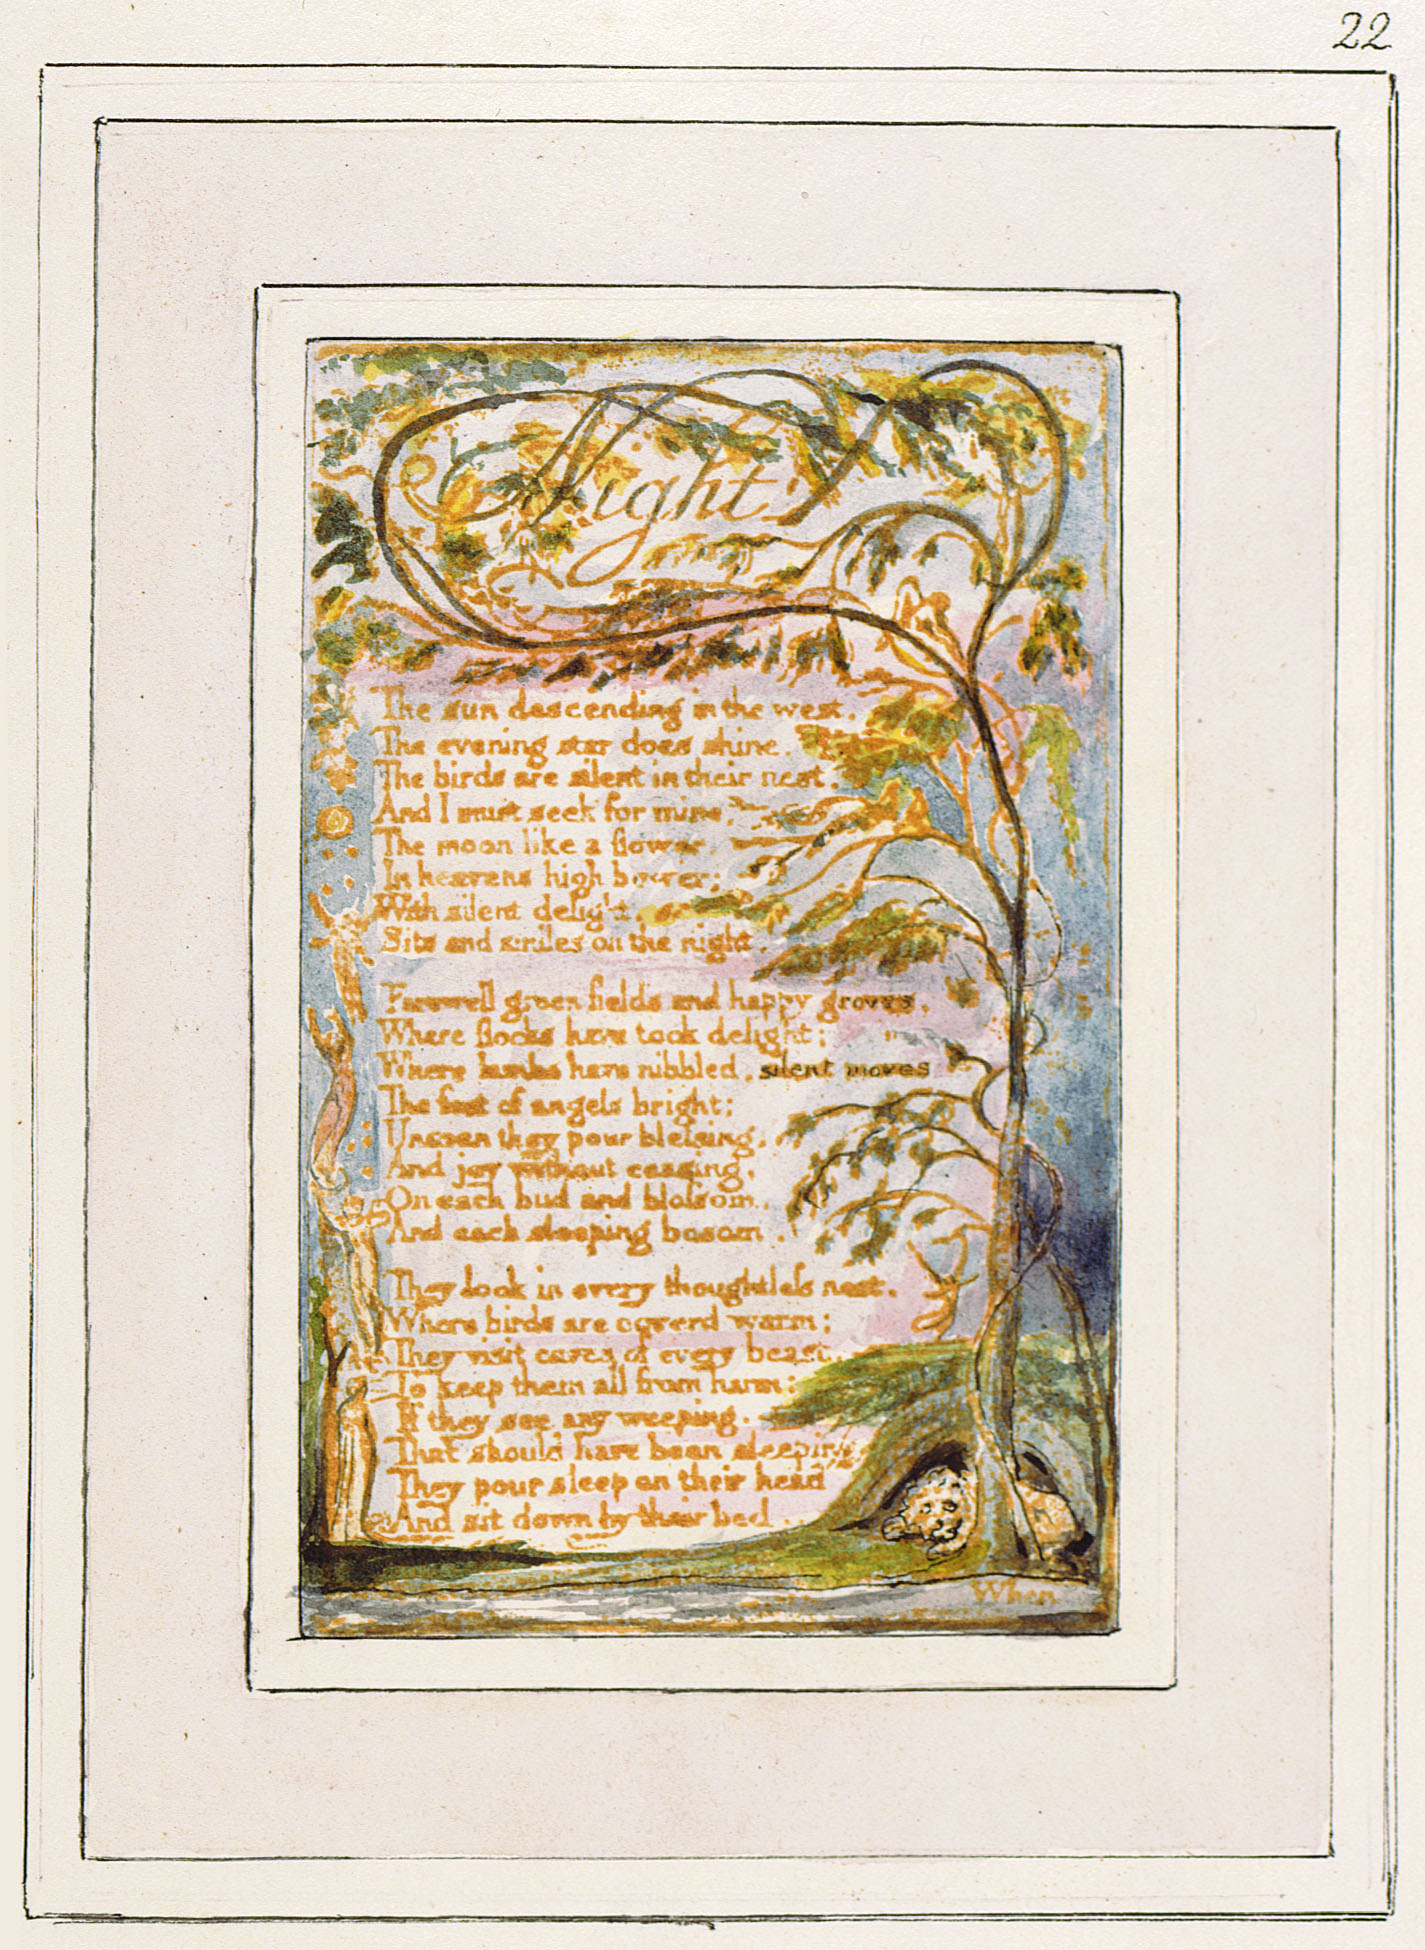 22
Night
The sun descending in the west.
The evening star does shine.
The birds are silent in their nest.
And I must seek for mine,
The moon like a flower,
In heavens high bower;
With silent delight,
Sits and smiles on the night.
Farewell green fields and happy groves,
Where flocks have took delight;
Where lambs have nibbled, silent moves
The feet of angels bright;
Unseen they pour blessing,
And joy without ceasing,
On each bud and blossom,
And each sleeping bosom.
They look in every thoughtless nest,
Where birds are coverd warm;
They visit caves of every beast,
To keep them all from harm:
If they see any weeping,
That should have been sleeping
They pour sleep on their head
And sit down by their bed.
When